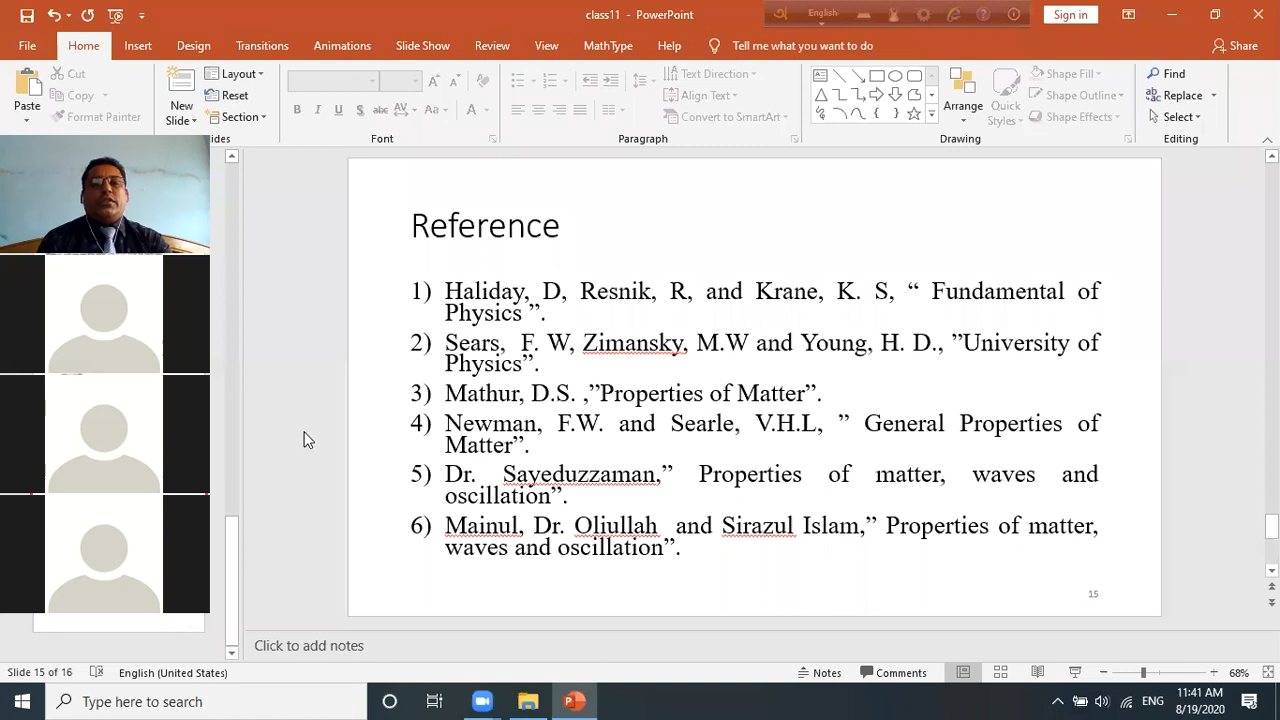 class11 - PowerPoint
English
Sign in
File Home Insert Design Transitions Animations Slide Show Review View MathType Help Tell me what you want to do Share
Paste
Cut
Copy
Format Painter
New
Slide
Layout
Reset
Section
Text Direction
Align Text
Convert to SmartArt
Arrange
Quick
Styles
Shape Fill
Shape Outline
Shape Effects
Find
Replace
Select
ides
Font
Paragraph
Drawing
Editing
Reference
1) Haliday, D, Resnik, R, and Krane, K. S, “ Fundamental of
Physics ”.
2) Sears, F. W, Zimansky, M.W and Young, H. D., ”University of
Physics”.
3) Mathur, D.S. ,”Properties of Matter”.
4) Newman, F.W. and Searle, V.H.L, ” General Properties of
Matter”.
5) Dr. Sayeduzzaman,” Properties of matter, waves and
oscillation”.
6) Mainul, Dr. Oliullah and Sirazul Islam,” Properties of matter,
waves and oscillation”.
15
Click to add notes
Slide 15 of 16
English (United States)
Notes
Comments
68%
Type here to search
ENG
11:41 AM
8/19/2020